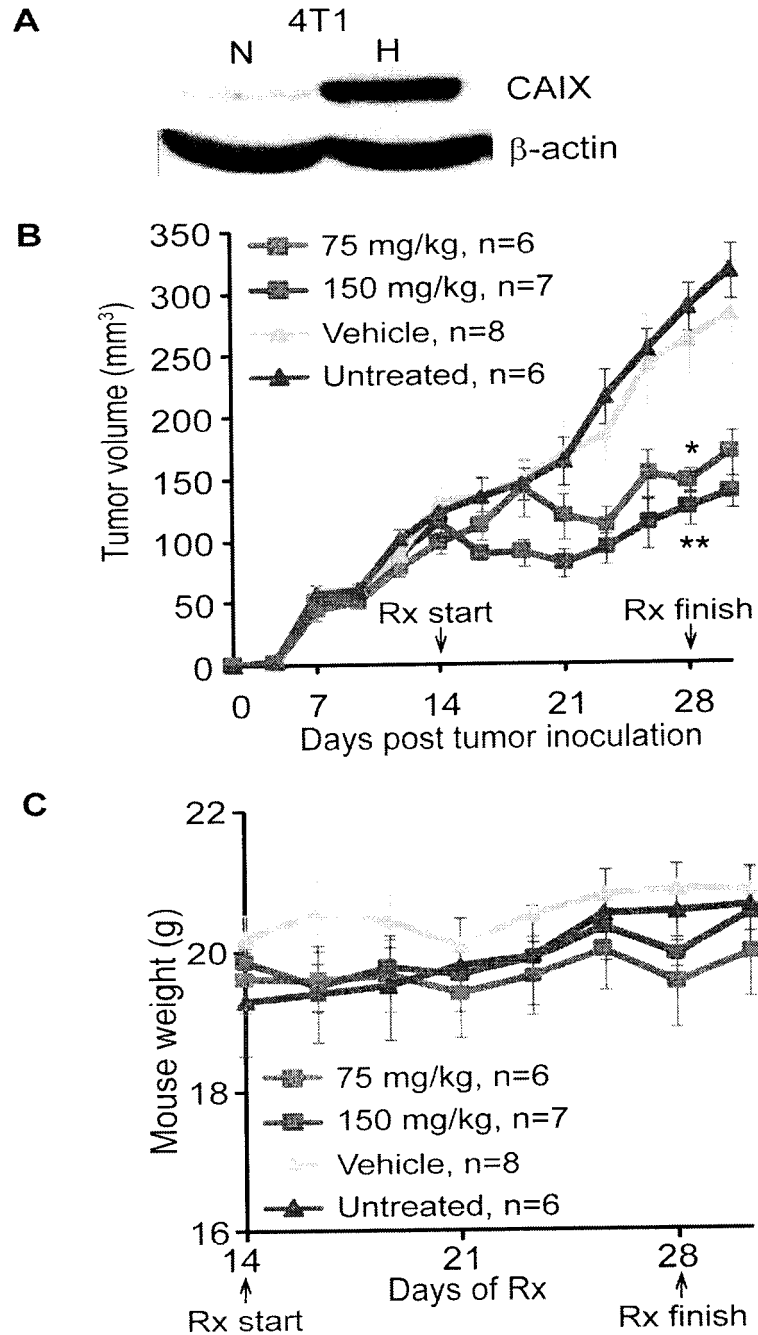 A
4T1
N H
CAIX
β-actin
B
Tumor volume (mm³)
350
300
250
200
150
100
50
0
75 mg/kg, n=6
150 mg/kg, n=7
Vehicle, n=8
Untreated, n=6
*
**
Rx start
Rx finish
0 7 14 21 28
Days post tumor inoculation
C
Mouse weight (g)
22
20
18
16
75 mg/kg, n=6
150 mg/kg, n=7
Vehicle, n=8
Untreated, n=6
14 21 28
Days of Rx
Rx start
Rx finish